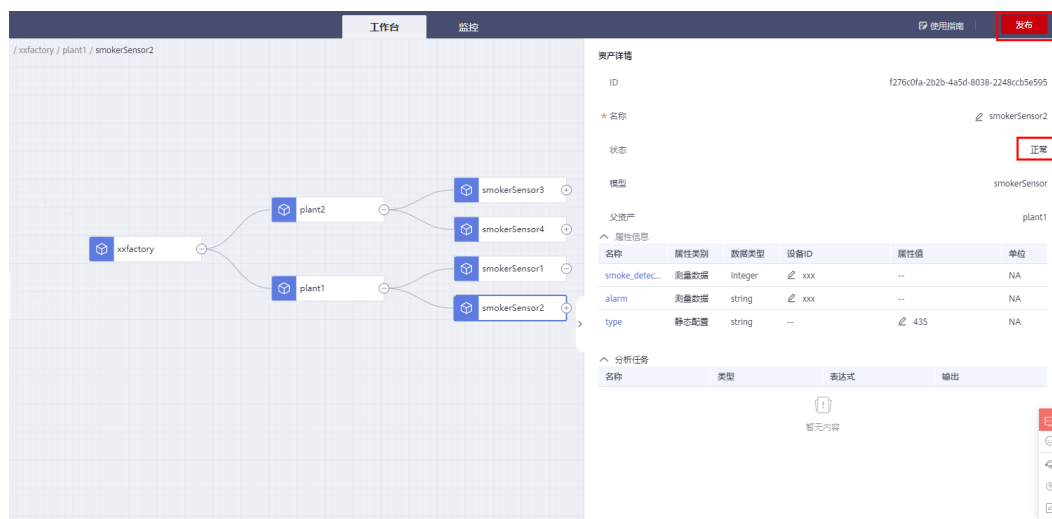 工作台 监控 使用指南 发布
/ xxfactory / plant1 / smokerSensor2
资产详情
ID f276c0fa-2b2b-4a5d-8038-2248ccb5e595
* 名称 smokerSensor2
状态 正常
模型 smokerSensor
父资产 plant1
属性信息
名称 属性类别 数据类型 设备ID 属性值 单位
smoke_detec... 测量数据 integer xxx -- NA
alarm 测量数据 string xxx -- NA
type 静态配置 string -- 435 NA
分析任务
名称 类型 表达式 输出
暂无内容
smokerSensor3
plant2
smokerSensor4
xxfactory
smokerSensor1
plant1
smokerSensor2